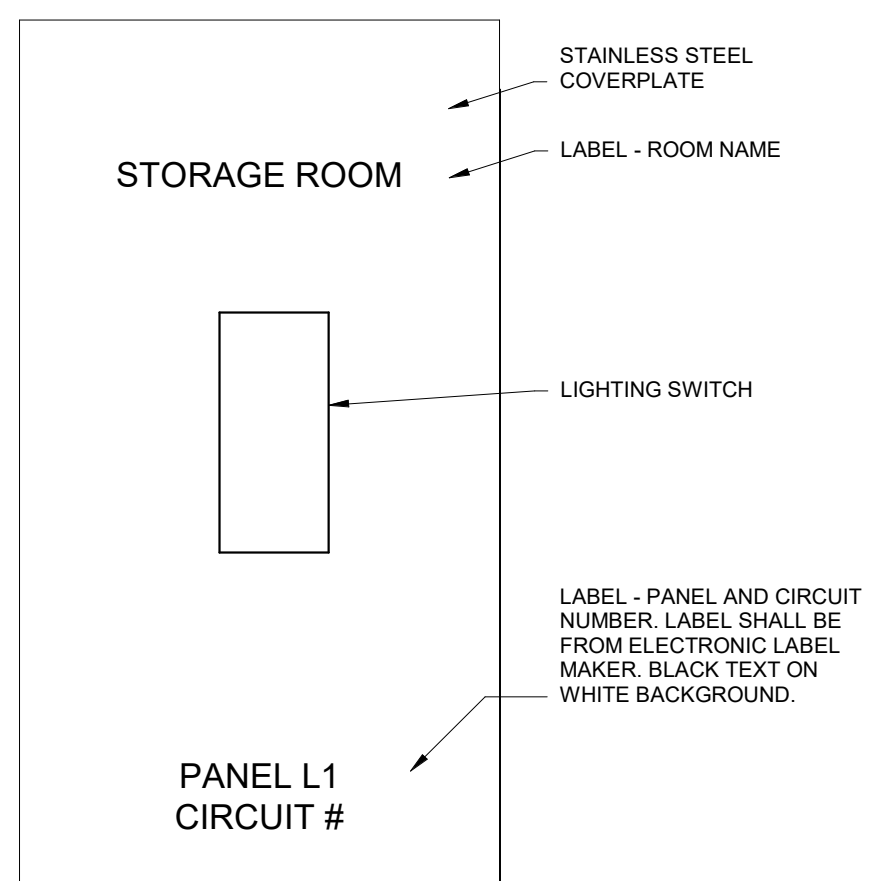 STAINLESS STEEL
COVERPLATE
STORAGE ROOM
LABEL - ROOM NAME
LIGHTING SWITCH
LABEL - PANEL AND CIRCUIT
NUMBER. LABEL SHALL BE
FROM ELECTRONIC LABEL
MAKER. BLACK TEXT ON
WHITE BACKGROUND.
PANEL L1
CIRCUIT #